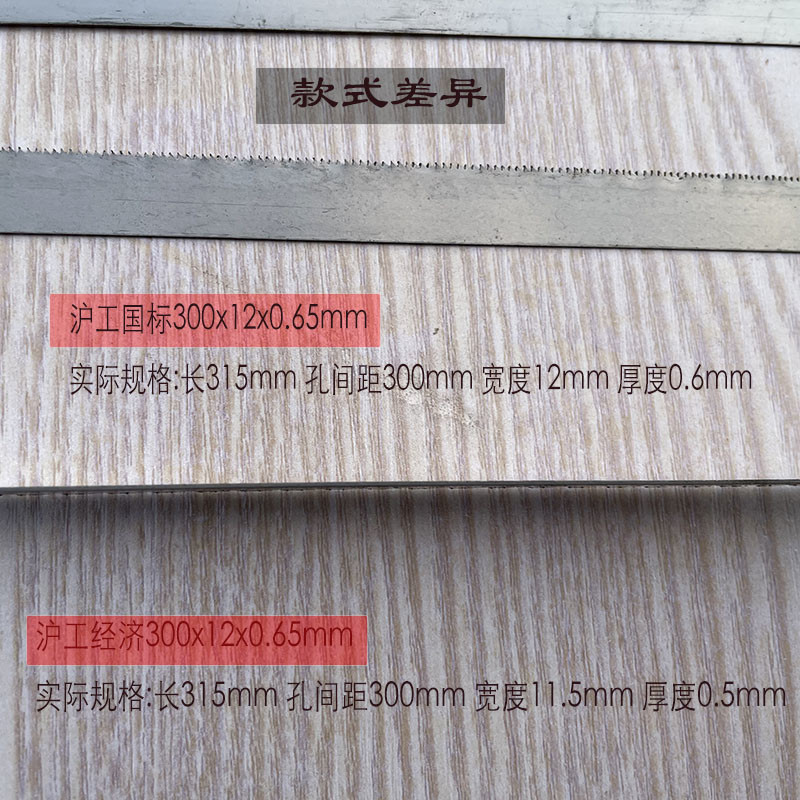 款式差异
沪工国标300x12x0.65mm
实际规格:长315mm 孔间距300mm 宽度12mm 厚度0.6mm
沪工经济300x12x0.65mm
实际规格:长315mm 孔间距300mm 宽度11.5mm 厚度0.5mm